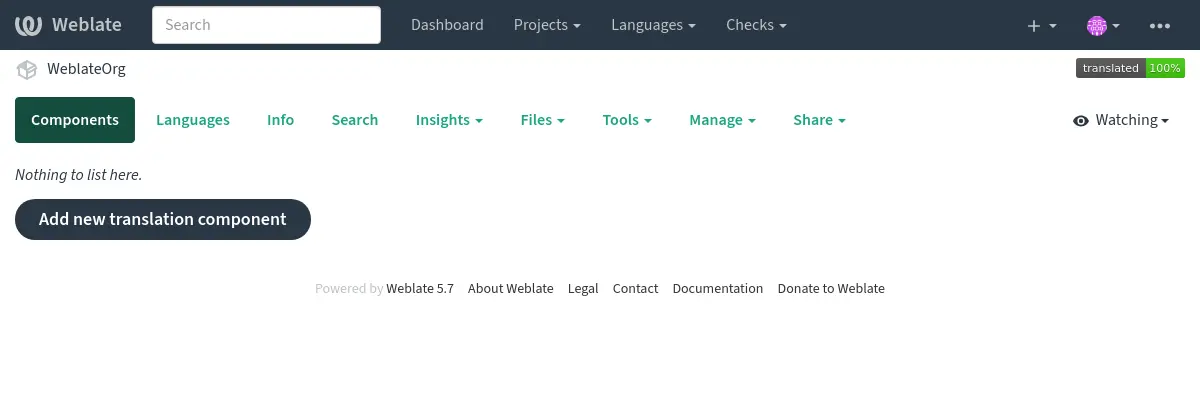 Weblate Search Dashboard Projects Languages Checks
WeblateOrg translated 100%
Components Languages Info Search Insights Files Tools Manage Share Watching
Nothing to list here.
Add new translation component
Powered by Weblate 5.7 About Weblate Legal Contact Documentation Donate to Weblate